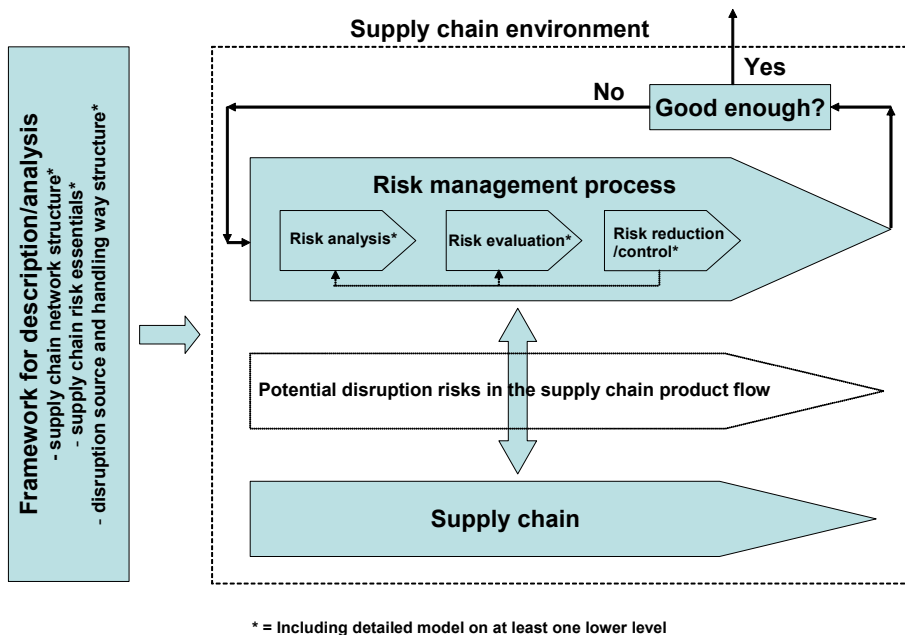 Framework for description/analysis
- supply chain network structure*
- supply chain risk essentials*
- disruption source and handling way structure*
Supply chain environment
Yes
No
Good enough?
Risk management process
Risk analysis*
Risk evaluation*
Risk reduction
/control*
Potential disruption risks in the supply chain product flow
Supply chain
* = Including detailed model on at least one lower level